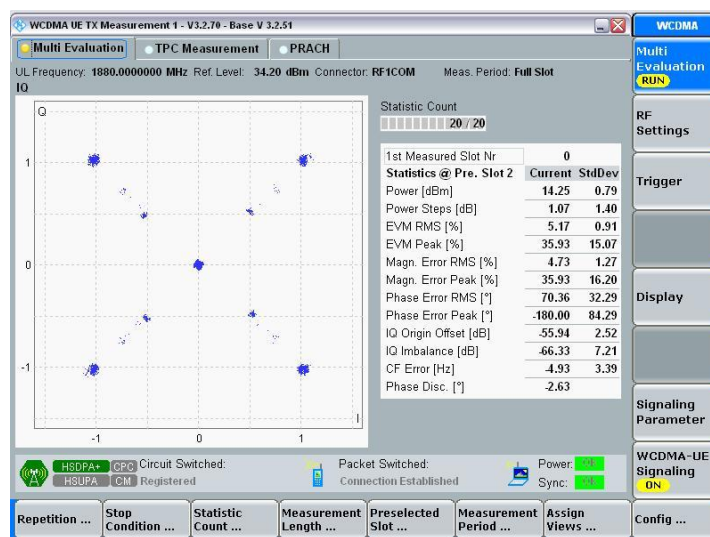 WCDMA UE TX Measurement 1 - V3.2.70 - Base V 3.2.51
WCDMA
Multi Evaluation
TPC Measurement
PRACH
UL Frequency: 1880.0000000 MHz Ref. Level: 34.20 dBm Connector: RF1COM Meas. Period: Full Slot
IQ
Q
1
0
-1
-1 0 1
I
Statistic Count
20 / 20
1st Measured Slot Nr 0
Statistics @ Pre. Slot 2 Current StdDev
Power [dBm] 14.25 0.79
Power Steps [dB] 1.07 1.40
EVM RMS [%] 5.17 0.91
EVM Peak [%] 35.93 15.07
Magn. Error RMS [%] 4.73 1.27
Magn. Error Peak [%] 35.93 16.20
Phase Error RMS [°] 70.36 32.29
Phase Error Peak [°] -180.00 84.29
IQ Origin Offset [dB] -55.94 2.52
IQ Imbalance [dB] -66.33 7.21
CF Error [Hz] -4.93 3.39
Phase Disc. [°] -2.63
Multi
Evaluation
RUN
RF
Settings
Trigger
Display
Signaling
Parameter
WCDMA-UE
Signaling
ON
Config ...
HSDPA+ CPC Circuit Switched:
HSUPA CM Registered
Packet Switched:
Connection Established
Power:
Sync:
Repetition ...
Stop
Condition ...
Statistic
Count ...
Measurement
Length ...
Preselected
Slot ...
Measurement
Period ...
Assign
Views ...